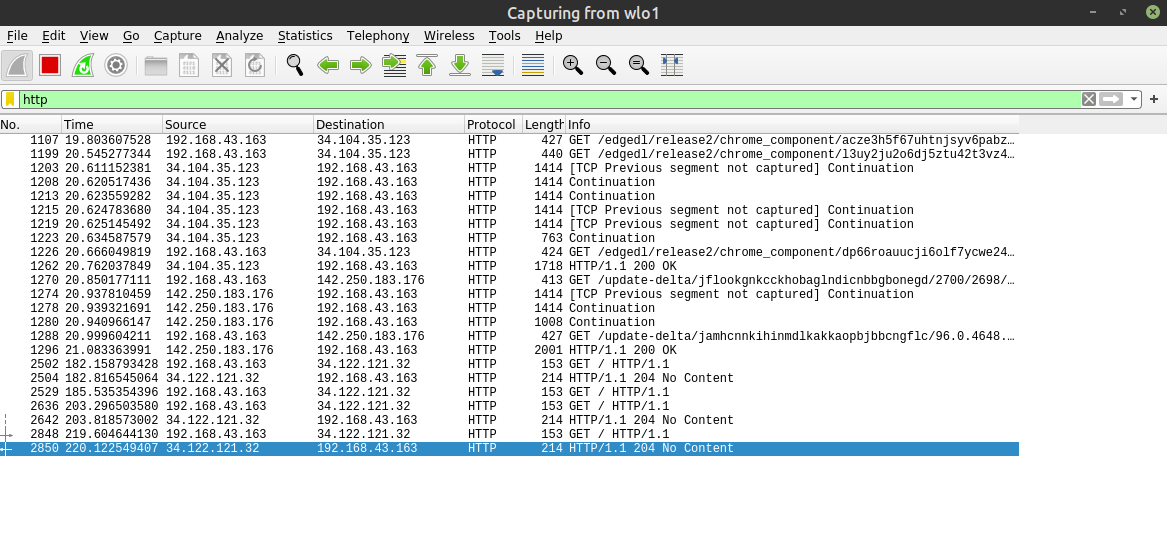 Capturing from wlo1
File Edit View Go Capture Analyze Statistics Telephony Wireless Tools Help
http
No. Time Source Destination Protocol Length Info
1107 19.803607528 192.168.43.163 34.104.35.123 HTTP 427 GET /edgedl/release2/chrome_component/acze3h5f67uhtnjsyv6pabz…
1199 20.545277344 192.168.43.163 34.104.35.123 HTTP 440 GET /edgedl/release2/chrome_component/l3uy2ju2o6dj5ztu42t3vz4…
1203 20.611152381 34.104.35.123 192.168.43.163 HTTP 1414 [TCP Previous segment not captured] Continuation
1208 20.620517436 34.104.35.123 192.168.43.163 HTTP 1414 Continuation
1213 20.623559282 34.104.35.123 192.168.43.163 HTTP 1414 Continuation
1215 20.624783680 34.104.35.123 192.168.43.163 HTTP 1414 [TCP Previous segment not captured] Continuation
1219 20.625145492 34.104.35.123 192.168.43.163 HTTP 1414 [TCP Previous segment not captured] Continuation
1223 20.634587579 34.104.35.123 192.168.43.163 HTTP 763 Continuation
1226 20.666049819 192.168.43.163 34.104.35.123 HTTP 424 GET /edgedl/release2/chrome_component/dp66roauucji6olf7ycwe24…
1262 20.762037849 34.104.35.123 192.168.43.163 HTTP 1718 HTTP/1.1 200 OK
1270 20.850177111 192.168.43.163 142.250.183.176 HTTP 413 GET /update-delta/jflookgnkcckhobaglndicnbbgbonegd/2700/2698/…
1274 20.937810459 142.250.183.176 192.168.43.163 HTTP 1414 [TCP Previous segment not captured] Continuation
1278 20.939321691 142.250.183.176 192.168.43.163 HTTP 1414 Continuation
1280 20.940966147 142.250.183.176 192.168.43.163 HTTP 1008 Continuation
1288 20.999604211 192.168.43.163 142.250.183.176 HTTP 427 GET /update-delta/jamhcnnkihinmdlkakkaopbjbbcngflc/96.0.4648.…
1296 21.083363991 142.250.183.176 192.168.43.163 HTTP 2001 HTTP/1.1 200 OK
2502 182.158793428 192.168.43.163 34.122.121.32 HTTP 153 GET / HTTP/1.1
2504 182.816545064 34.122.121.32 192.168.43.163 HTTP 214 HTTP/1.1 204 No Content
2529 185.535354396 192.168.43.163 34.122.121.32 HTTP 153 GET / HTTP/1.1
2636 203.296503580 192.168.43.163 34.122.121.32 HTTP 153 GET / HTTP/1.1
2642 203.818573002 34.122.121.32 192.168.43.163 HTTP 214 HTTP/1.1 204 No Content
2848 219.604644130 192.168.43.163 34.122.121.32 HTTP 153 GET / HTTP/1.1
2850 220.122549407 34.122.121.32 192.168.43.163 HTTP 214 HTTP/1.1 204 No Content